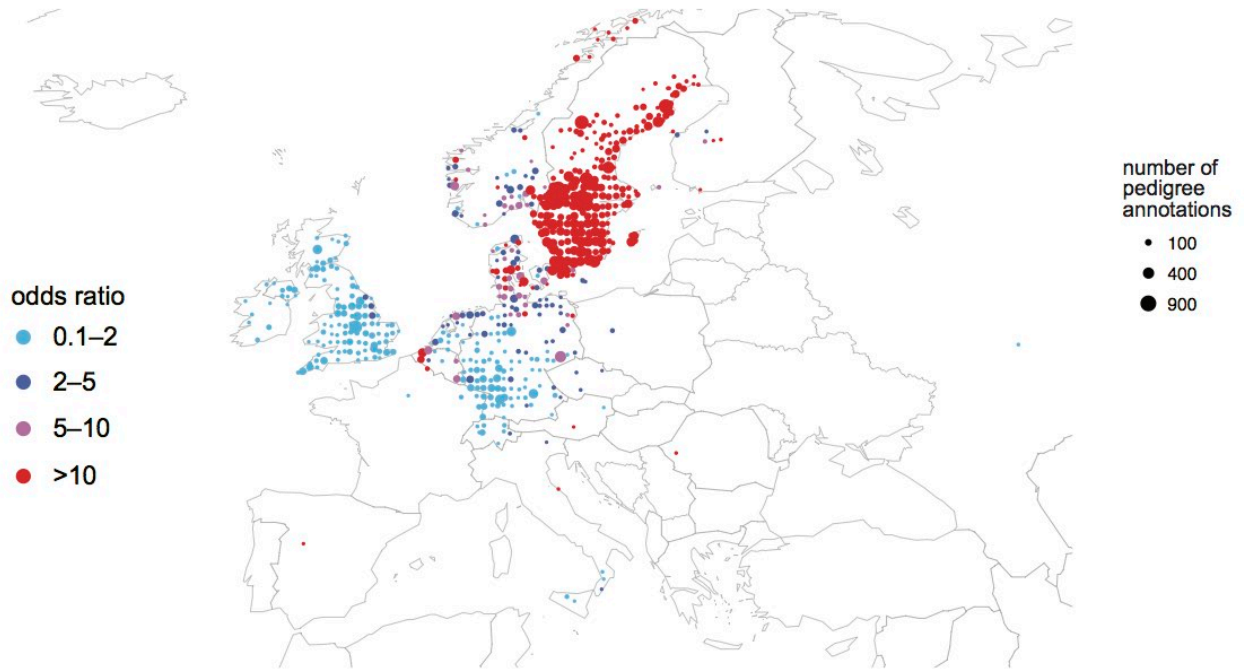 odds ratio
0.1–2
2–5
5–10
>10
number of
pedigree
annotations
100
400
900